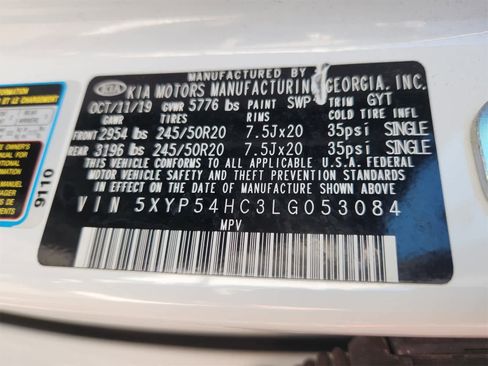 MANUFACTURED BY
KIA KIA MOTORS MANUFACTURING GEORGIA, INC.
OCT/11/19 GVWR 5776 lbs PAINT SWP TRIM GYT
GAWR TIRES RIMS COLD TIRE INFL
FRONT 2954 lbs 245/50R20 7.5Jx20 35psi SINGLE
REAR 3196 lbs 245/50R20 7.5Jx20 35psi SINGLE
THIS VEHICLE CONFORMS TO ALL APPLICABLE U.S.A. FEDERAL
MOTOR VEHICLE SAFETY AND THEFT PREVENTION STANDARDS
IN EFFECT ON THE DATE OF MANUFACTURE SHOWN ABOVE.
VIN 5XYP54HC3LG053084
MPV
9110